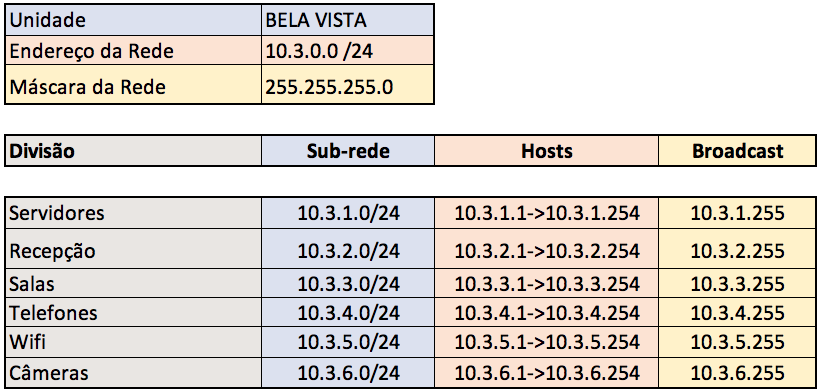 Unidade BELA VISTA
Endereço da Rede 10.3.0.0 /24
Máscara da Rede 255.255.255.0
Divisão Sub-rede Hosts Broadcast
Servidores 10.3.1.0/24 10.3.1.1->10.3.1.254 10.3.1.255
Recepção 10.3.2.0/24 10.3.2.1->10.3.2.254 10.3.2.255
Salas 10.3.3.0/24 10.3.3.1->10.3.3.254 10.3.3.255
Telefones 10.3.4.0/24 10.3.4.1->10.3.4.254 10.3.4.255
Wifi 10.3.5.0/24 10.3.5.1->10.3.5.254 10.3.5.255
Câmeras 10.3.6.0/24 10.3.6.1->10.3.6.254 10.3.6.255